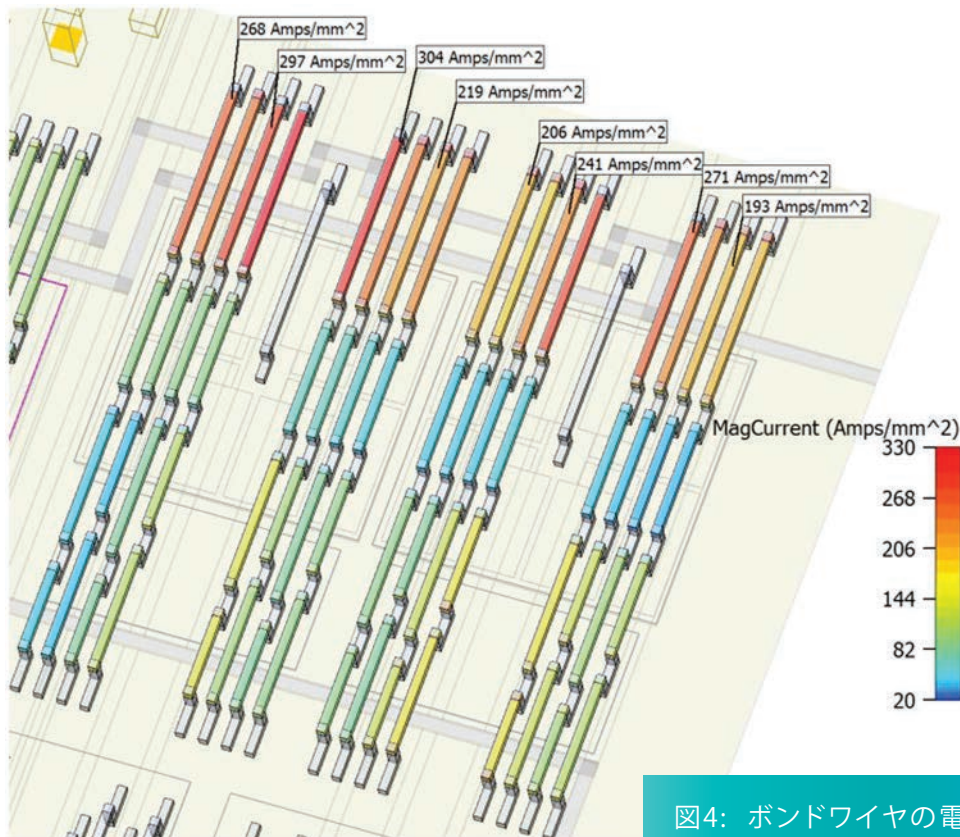 268 Amps/mm^2
297 Amps/mm^2
304 Amps/mm^2
219 Amps/mm^2
206 Amps/mm^2
241 Amps/mm^2
271 Amps/mm^2
193 Amps/mm^2
MagCurrent (Amps/mm^2)
330
268
206
144
82
20
図4: ボンドワイヤの電